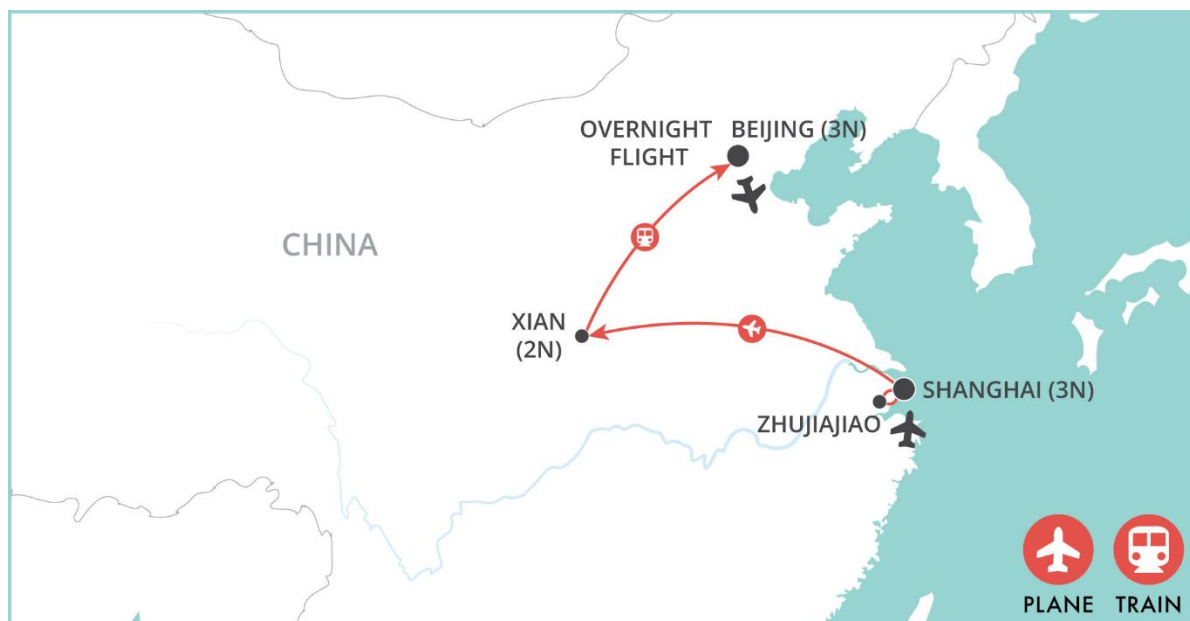 OVERNIGHT
FLIGHT
BEIJING (3N)
CHINA
XIAN
(2N)
SHANGHAI (3N)
ZHUJIAJIAO
PLANE
TRAIN